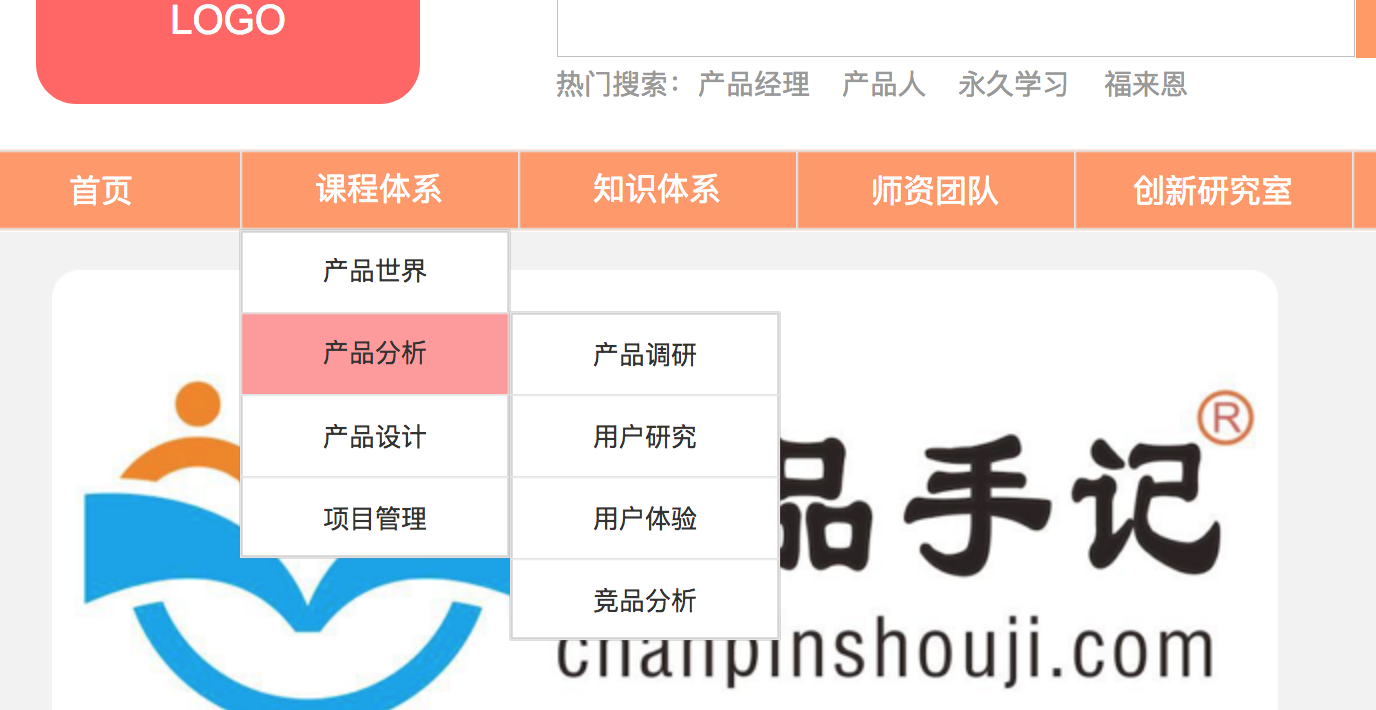 LOGO
热门搜索： 产品经理 产品人 永久学习 福来恩
首页 课程体系 知识体系 师资团队 创新研究室
产品世界
产品分析
产品设计
项目管理
产品调研
用户研究
用户体验
竞品分析
品手记 ®
chanpinshouji.com